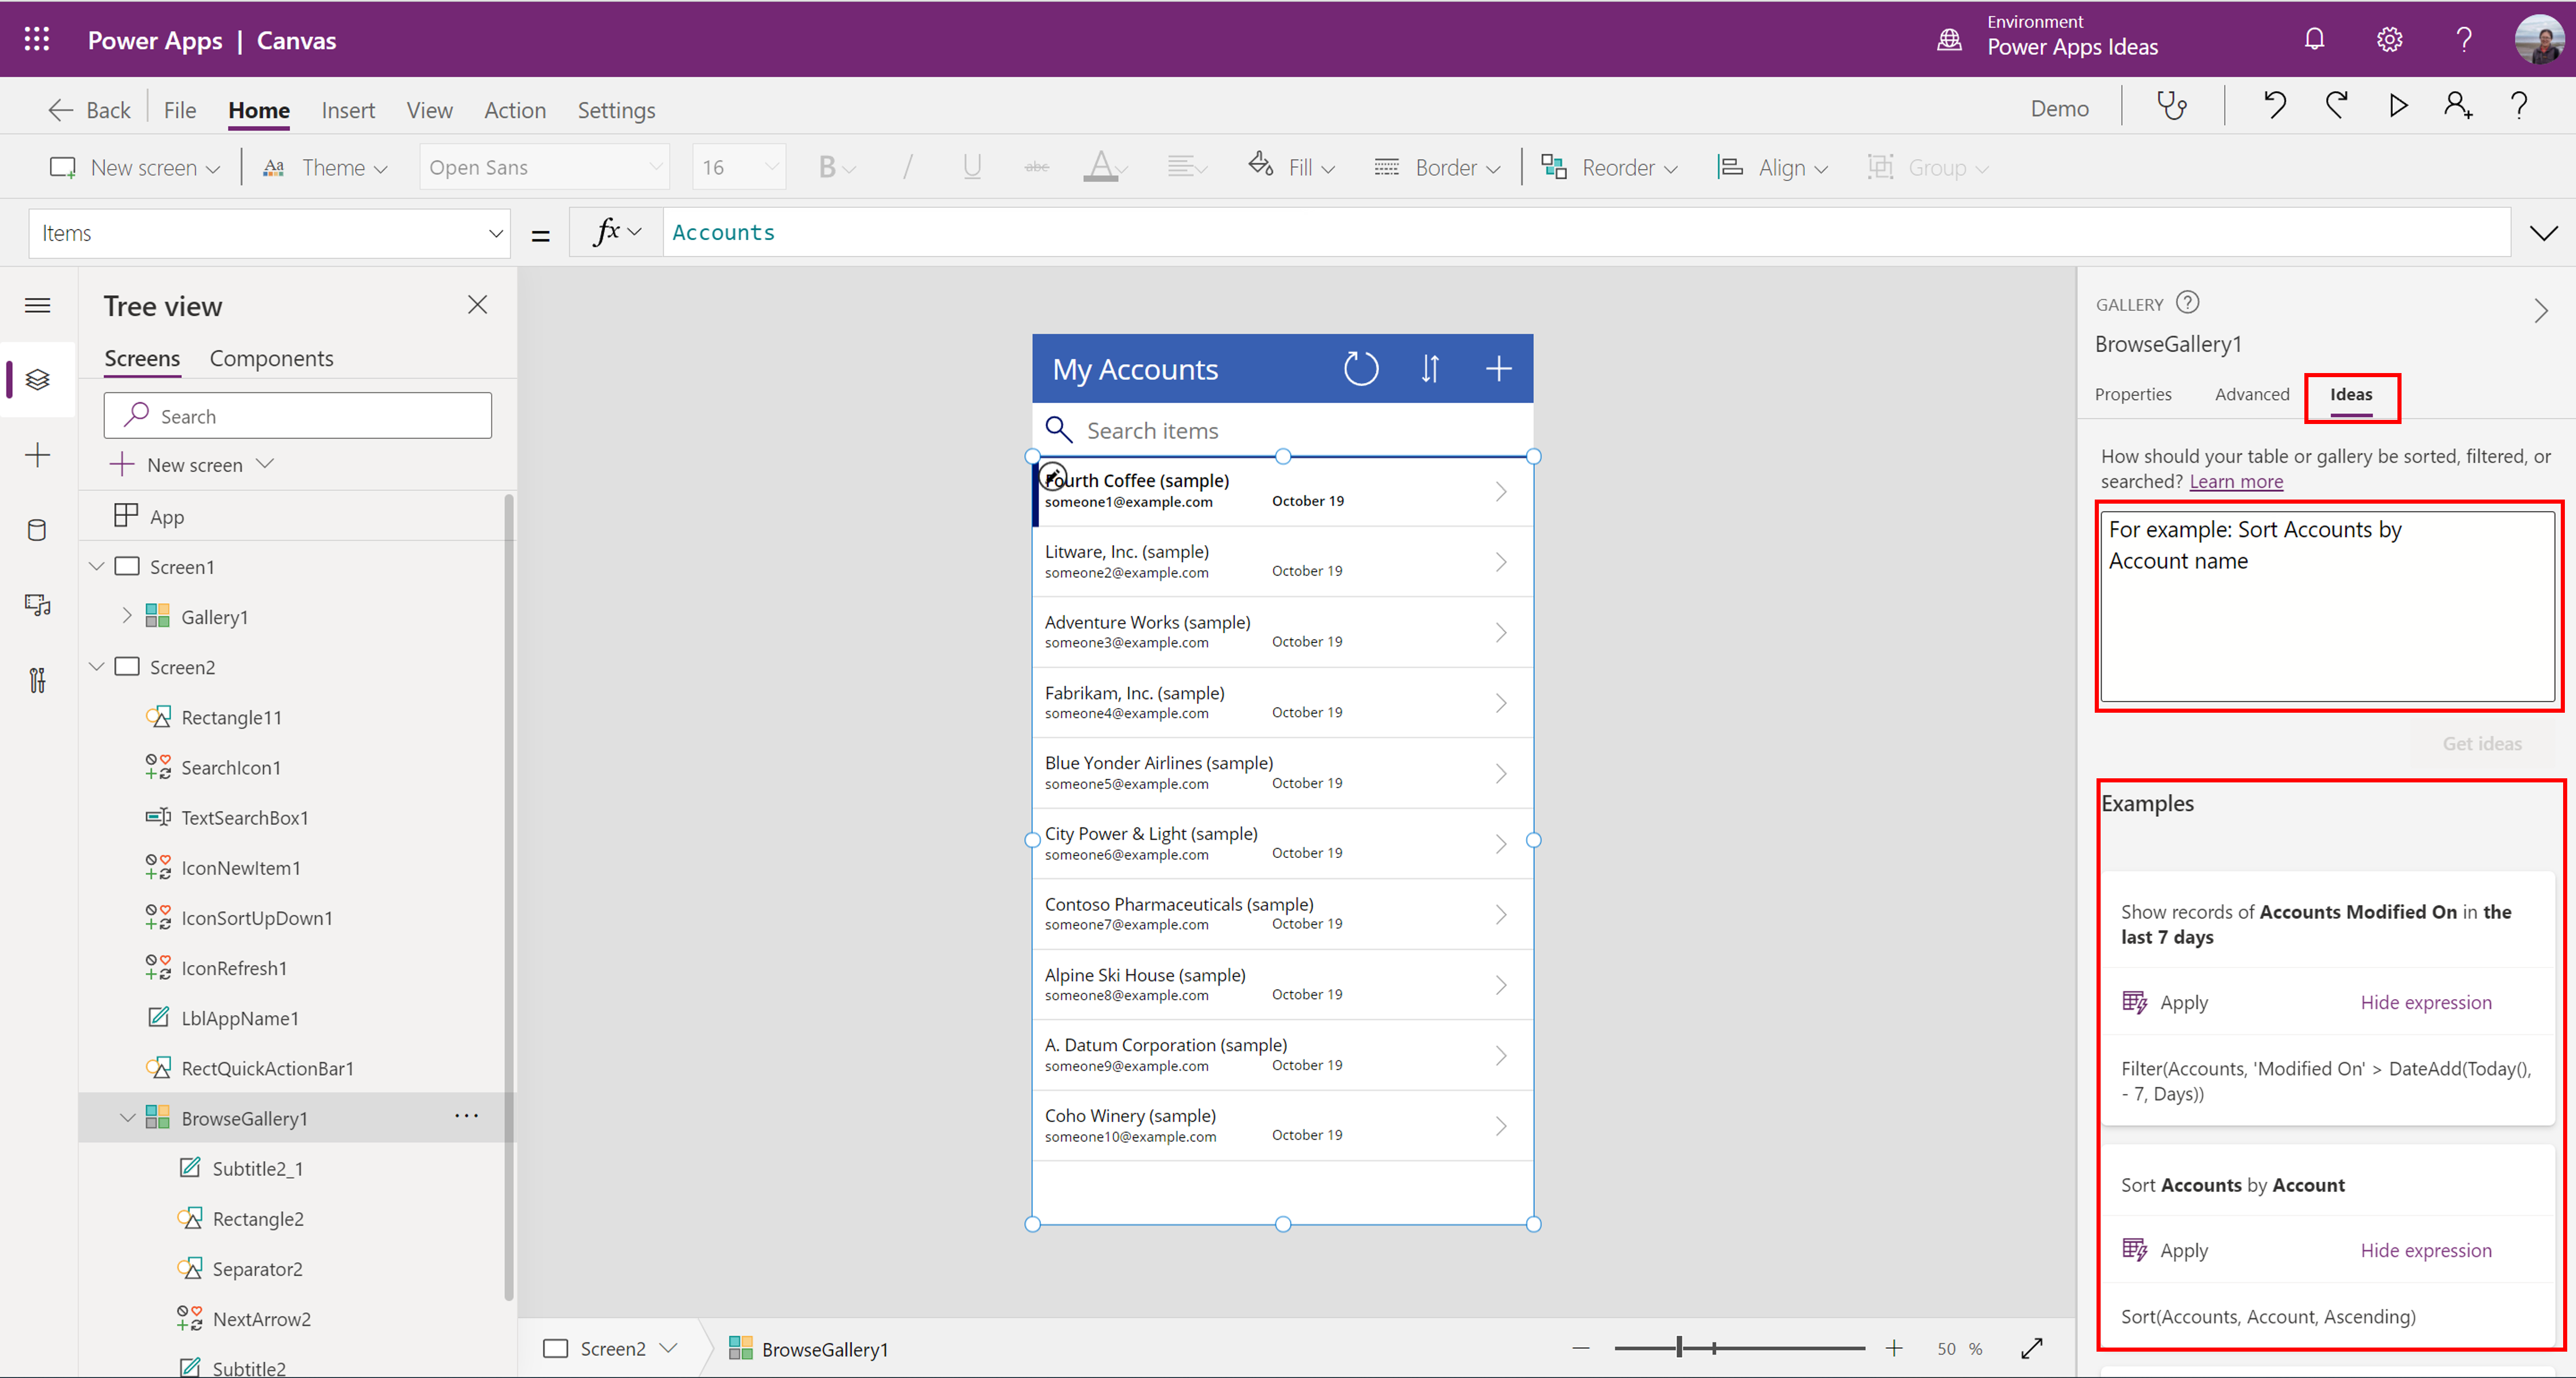 Power Apps | Canvas
Environment
Power Apps Ideas
Back
File
Home
Insert
View
Action
Settings
Demo
New screen
Theme
Open Sans
16
B
/
U
abc
A
Fill
Border
Reorder
Align
Group
Items
=
fx
Accounts
Tree view
Screens
Components
Search
New screen
App
Screen1
Gallery1
Screen2
Rectangle11
SearchIcon1
TextSearchBox1
IconNewItem1
IconSortUpDown1
IconRefresh1
LblAppName1
RectQuickActionBar1
BrowseGallery1
...
Subtitle2_1
Rectangle2
Separator2
NextArrow2
Subtitle2
My Accounts
Search items
Fourth Coffee (sample)
someone1@example.com
October 19
Litware, Inc. (sample)
someone2@example.com
October 19
Adventure Works (sample)
someone3@example.com
October 19
Fabrikam, Inc. (sample)
someone4@example.com
October 19
Blue Yonder Airlines (sample)
someone5@example.com
October 19
City Power & Light (sample)
someone6@example.com
October 19
Contoso Pharmaceuticals (sample)
someone7@example.com
October 19
Alpine Ski House (sample)
someone8@example.com
October 19
A. Datum Corporation (sample)
someone9@example.com
October 19
Coho Winery (sample)
someone10@example.com
October 19
Screen2
BrowseGallery1
50 %
GALLERY
BrowseGallery1
Properties
Advanced
Ideas
How should your table or gallery be sorted, filtered, or
searched? Learn more
For example: Sort Accounts by
Account name
Get ideas
Examples
Show records of Accounts Modified On in the
last 7 days
Apply
Hide expression
Filter(Accounts, 'Modified On' > DateAdd(Today(),
- 7, Days))
Sort Accounts by Account
Apply
Hide expression
Sort(Accounts, Account, Ascending)